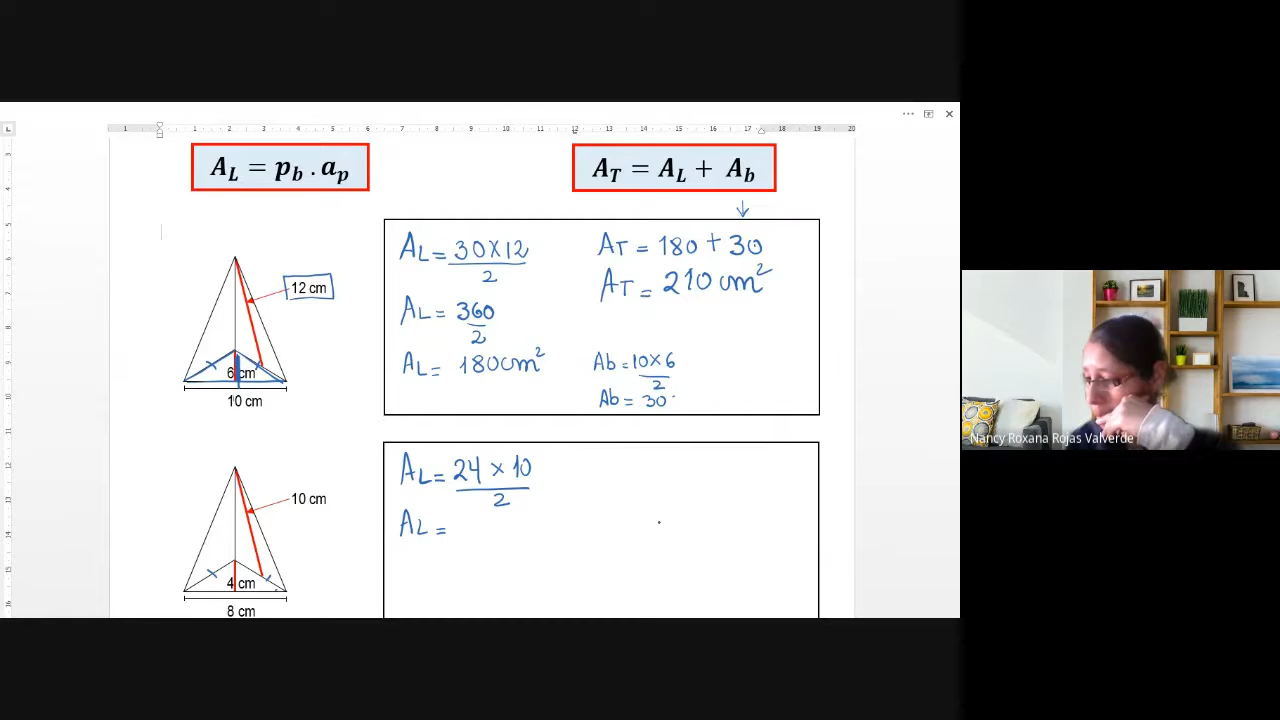 A_L = p_b . a_p
A_T = A_L + A_b
12 cm
6 cm
10 cm
A_L = 30 × 12 / 2
A_L = 360 / 2
A_L = 180 cm²
A_T = 180 + 30
A_T = 210 cm²
Ab = 10 × 6 / 2
Ab = 30
10 cm
4 cm
8 cm
A_L = 24 × 10 / 2
A_L =
Nancy Roxana Rojas Valverde